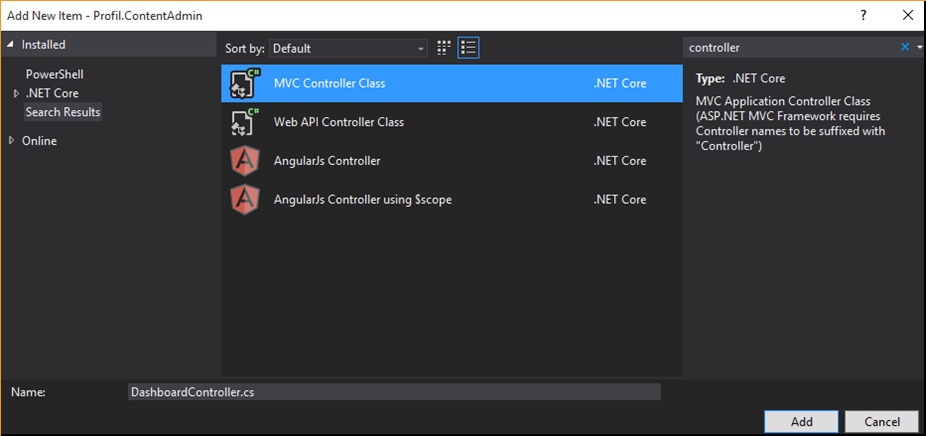 Add New Item - Profil.ContentAdmin
?
Installed
PowerShell
.NET Core
Search Results
Online
Sort by: Default
C# MVC Controller Class .NET Core
C# Web API Controller Class .NET Core
A AngularJs Controller .NET Core
A AngularJs Controller using $scope .NET Core
controller
Type: .NET Core
MVC Application Controller Class
(ASP.NET MVC Framework requires
Controller names to be suffixed with
"Controller")
Name: DashboardController.cs
Add Cancel